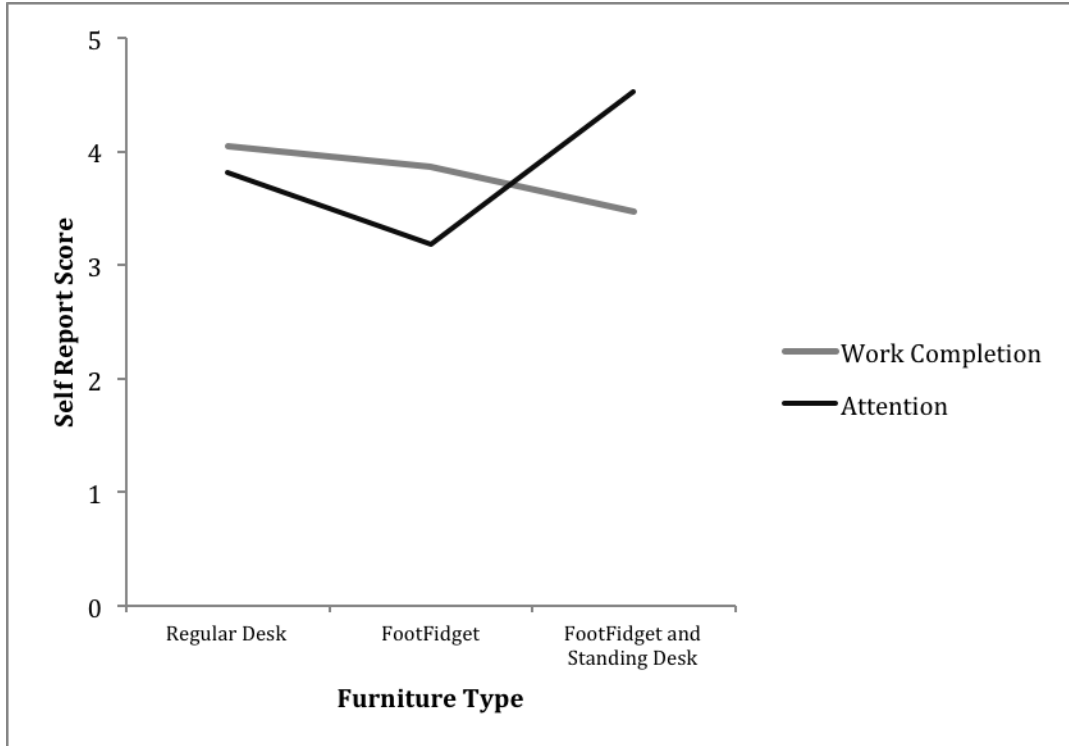 5
4
3
2
1
0
Self Report Score
Regular Desk
FootFidget
FootFidget and
Standing Desk
Furniture Type
Work Completion
Attention